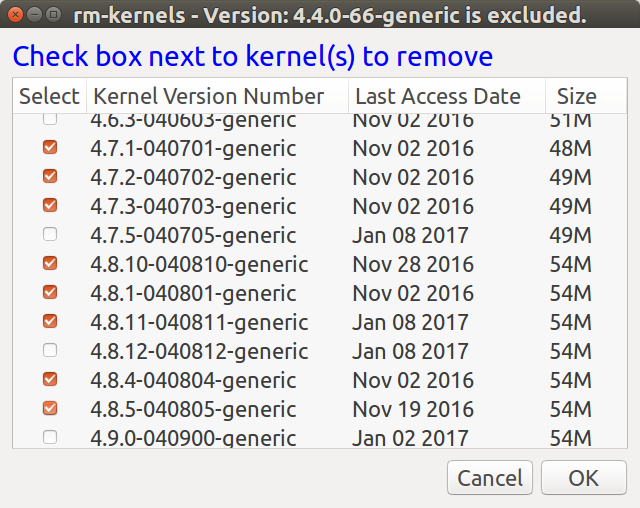 rm-kernels - Version: 4.4.0-66-generic is excluded.
Check box next to kernel(s) to remove
Select Kernel Version Number Last Access Date Size
4.6.3-040603-generic Nov 02 2016 51M
4.7.1-040701-generic Nov 02 2016 48M
4.7.2-040702-generic Nov 02 2016 49M
4.7.3-040703-generic Nov 02 2016 49M
4.7.5-040705-generic Jan 08 2017 49M
4.8.10-040810-generic Nov 28 2016 54M
4.8.1-040801-generic Nov 02 2016 54M
4.8.11-040811-generic Jan 08 2017 54M
4.8.12-040812-generic Jan 08 2017 54M
4.8.4-040804-generic Nov 02 2016 54M
4.8.5-040805-generic Nov 19 2016 54M
4.9.0-040900-generic Jan 02 2017 54M
Cancel OK